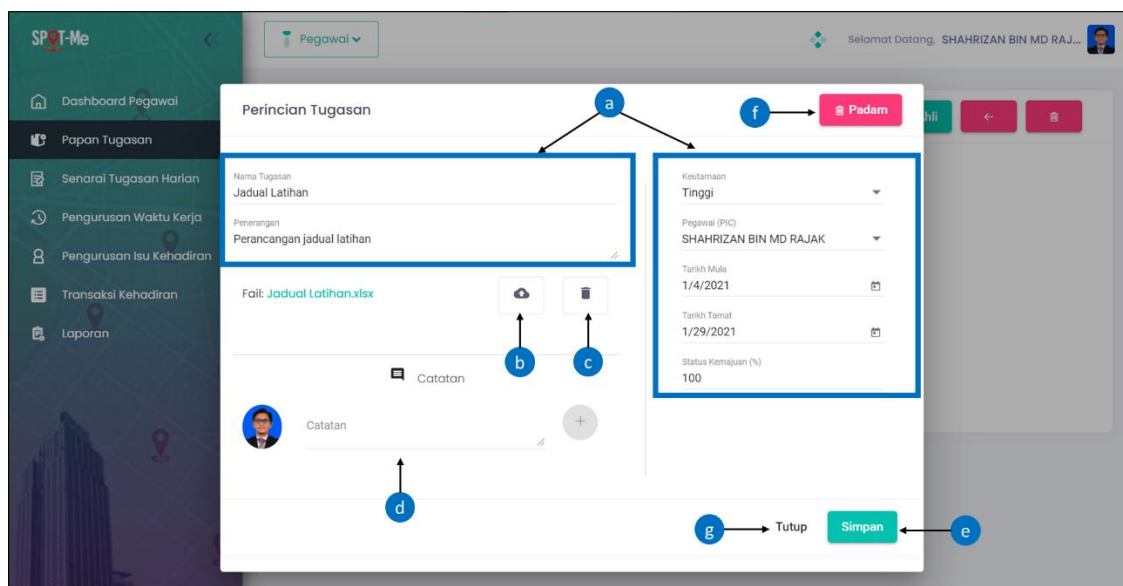 SPOT-Me
Pegawai
Selamat Datang, SHAHRIZAN BIN MD RAJ...
Dashboard Pegawai
Papan Tugasan
Senarai Tugasan Harian
Pengurusan Waktu Kerja
Pengurusan Isu Kehadiran
Transaksi Kehadiran
Laporan
Perincian Tugasan
a
f
Padam
hli
Nama Tugasan
Jadual Latihan
Penerangan
Perancangan jadual latihan
Fail: Jadual Latihan.xlsx
b
c
Catatan
Catatan
d
Keutamaan
Tinggi
Pegawai (PIC)
SHAHRIZAN BIN MD RAJAK
Tarikh Mula
1/4/2021
Tarikh Tamat
1/29/2021
Status Kemajuan (%)
100
g
Tutup
Simpan
e